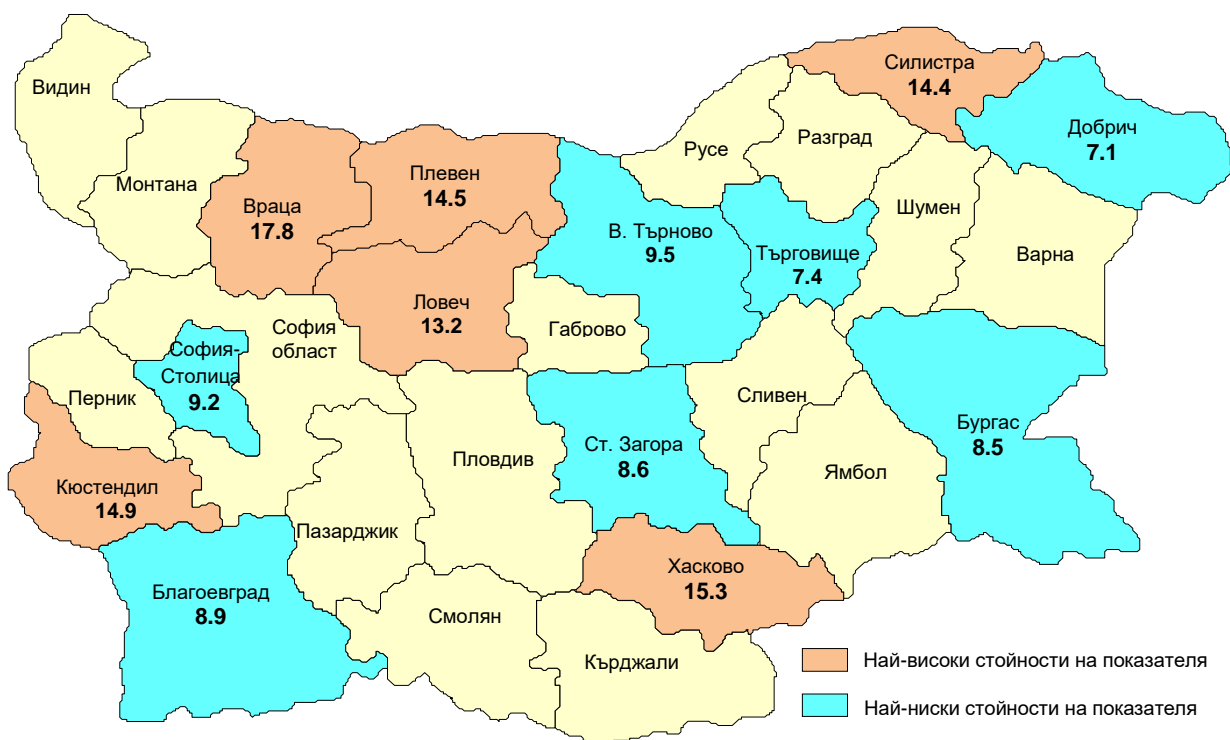 Видин
Монтана
Враца
17.8
Плевен
14.5
Ловеч
13.2
В. Търново
9.5
Русе
Разград
Силистра
14.4
Добрич
7.1
Търговище
7.4
Шумен
Варна
Габрово
София
област
София-
Столица
9.2
Перник
Кюстендил
14.9
Благоевград
8.9
Пазарджик
Пловдив
Ст. Загора
8.6
Сливен
Ямбол
Бургас
8.5
Хасково
15.3
Смолян
Кърджали
Най-високи стойности на показателя
Най-ниски стойности на показателя